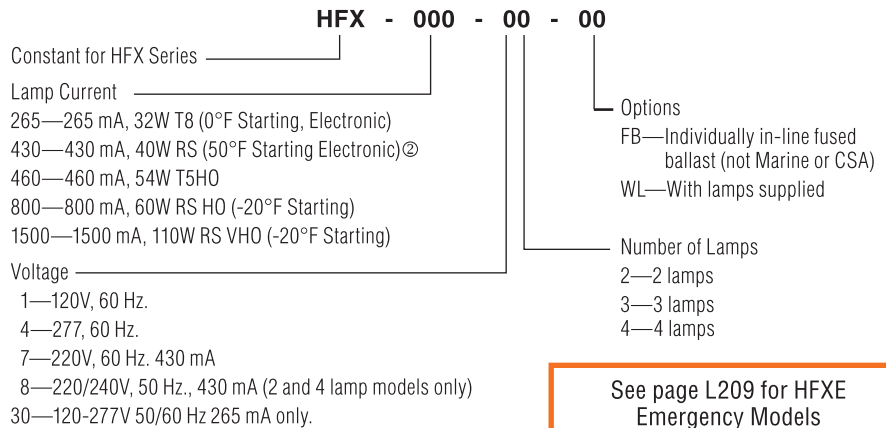 HFX - 000 - 00 - 00
Constant for HFX Series
Lamp Current
265—265 mA, 32W T8 (0°F Starting, Electronic)
430—430 mA, 40W RS (50°F Starting Electronic)②
460—460 mA, 54W T5HO
800—800 mA, 60W RS HO (-20°F Starting)
1500—1500 mA, 110W RS VHO (-20°F Starting)
Voltage
1—120V, 60 Hz.
4—277, 60 Hz.
7—220V, 60 Hz. 430 mA
8—220/240V, 50 Hz., 430 mA (2 and 4 lamp models only)
30—120-277V 50/60 Hz 265 mA only.
Options
FB—Individually in-line fused
ballast (not Marine or CSA)
WL—With lamps supplied
Number of Lamps
2—2 lamps
3—3 lamps
4—4 lamps
See page L209 for HFXE
Emergency Models